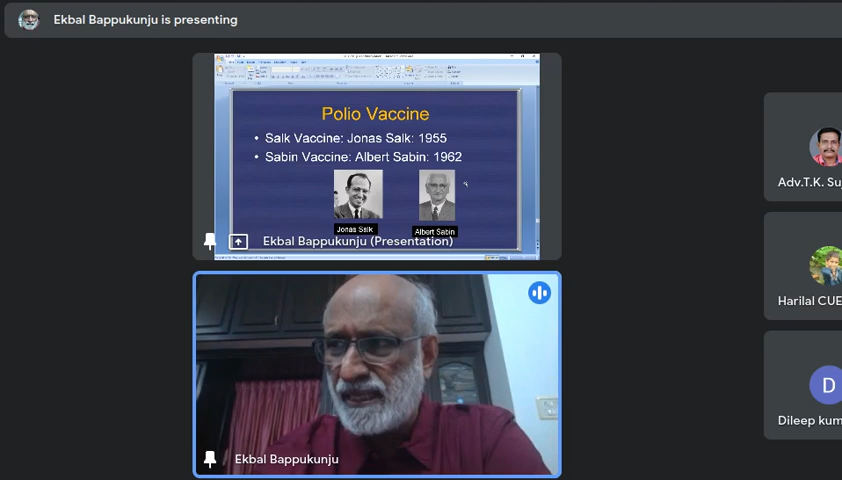 Ekbal Bappukunju is presenting
Polio Vaccine
• Salk Vaccine: Jonas Salk: 1955
• Sabin Vaccine: Albert Sabin: 1962
Jonas Salk
Albert Sabin
Ekbal Bappukunju (Presentation)
Ekbal Bappukunju
Adv.T.K. Su
Harilal CUE
D
Dileep kum